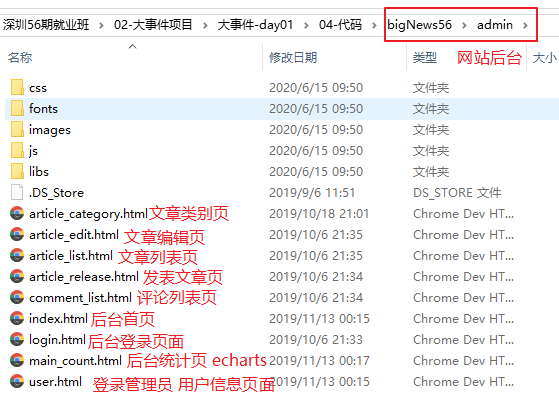 深圳56期就业班 › 02-大事件项目 › 大事件-day01 › 04-代码 › bigNews56 › admin ›
网站后台
名称 修改日期 类型 大小
css 2020/6/15 09:50 文件夹
fonts 2020/6/15 09:50 文件夹
images 2020/6/15 09:50 文件夹
js 2020/6/15 09:50 文件夹
libs 2020/6/15 09:50 文件夹
.DS_Store 2019/9/6 11:51 DS_STORE 文件
article_category.html 文章类别页 2019/10/18 21:01 Chrome Dev HT...
article_edit.html 文章编辑页 2019/10/6 21:35 Chrome Dev HT...
article_list.html 文章列表页 2019/10/6 21:35 Chrome Dev HT...
article_release.html 发表文章页 2019/10/6 21:34 Chrome Dev HT...
comment_list.html 评论列表页 2019/10/6 21:34 Chrome Dev HT...
index.html 后台首页 2019/11/13 00:15 Chrome Dev HT...
login.html 后台登录页面 2019/10/6 21:33 Chrome Dev HT...
main_count.html 后台统计页 echarts 2019/11/13 00:17 Chrome Dev HT...
user.html 登录管理员 用户信息页面 2019/11/13 00:15 Chrome Dev HT...